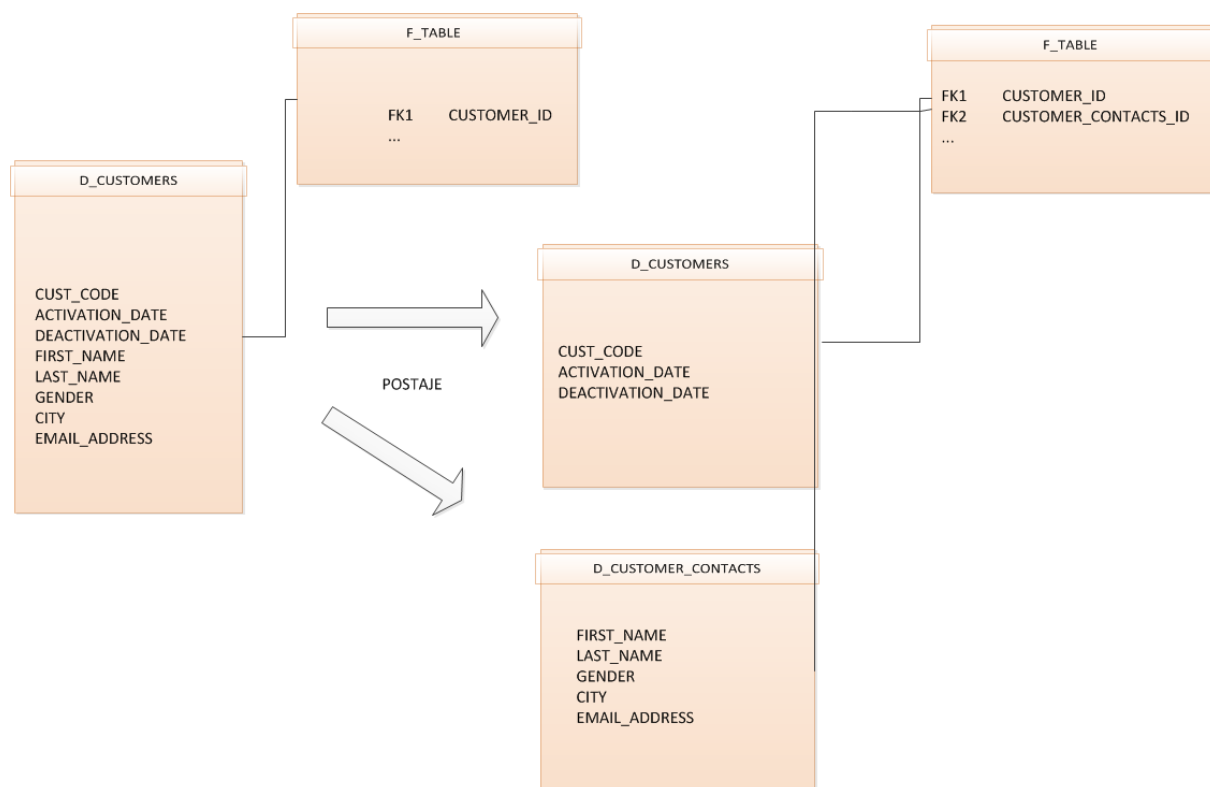 F_TABLE
FK1 CUSTOMER_ID
...
D_CUSTOMERS
CUST_CODE
ACTIVATION_DATE
DEACTIVATION_DATE
FIRST_NAME
LAST_NAME
GENDER
CITY
EMAIL_ADDRESS
POSTAJE
F_TABLE
FK1 CUSTOMER_ID
FK2 CUSTOMER_CONTACTS_ID
...
D_CUSTOMERS
CUST_CODE
ACTIVATION_DATE
DEACTIVATION_DATE
D_CUSTOMER_CONTACTS
FIRST_NAME
LAST_NAME
GENDER
CITY
EMAIL_ADDRESS